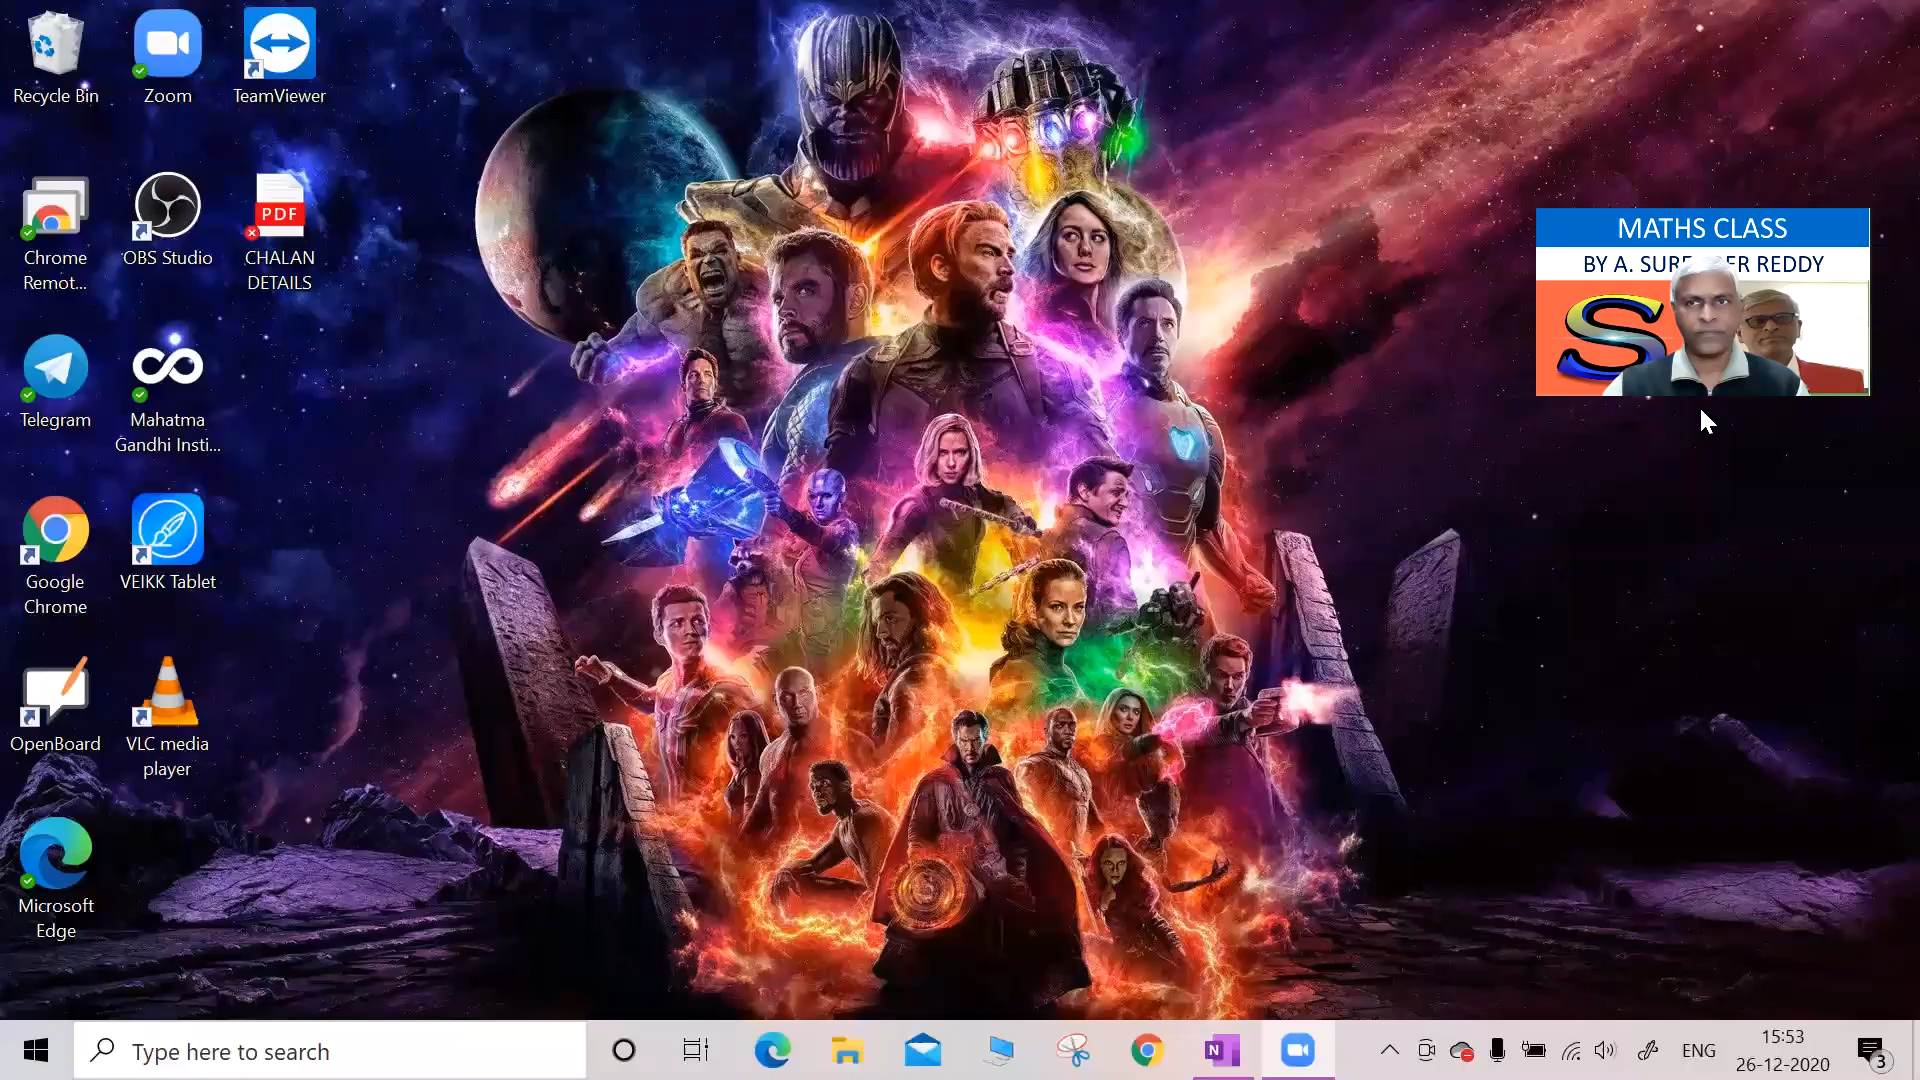 Recycle Bin
Zoom
TeamViewer
Chrome
Remot...
OBS Studio
PDF
CHALAN
DETAILS
Telegram
Mahatma
Gandhi Insti...
Google
Chrome
VEIKK Tablet
OpenBoard
VLC media
player
Microsoft
Edge
MATHS CLASS
BY A. SURE ER REDDY
S
Type here to search
N
ENG
15:53
26-12-2020
3